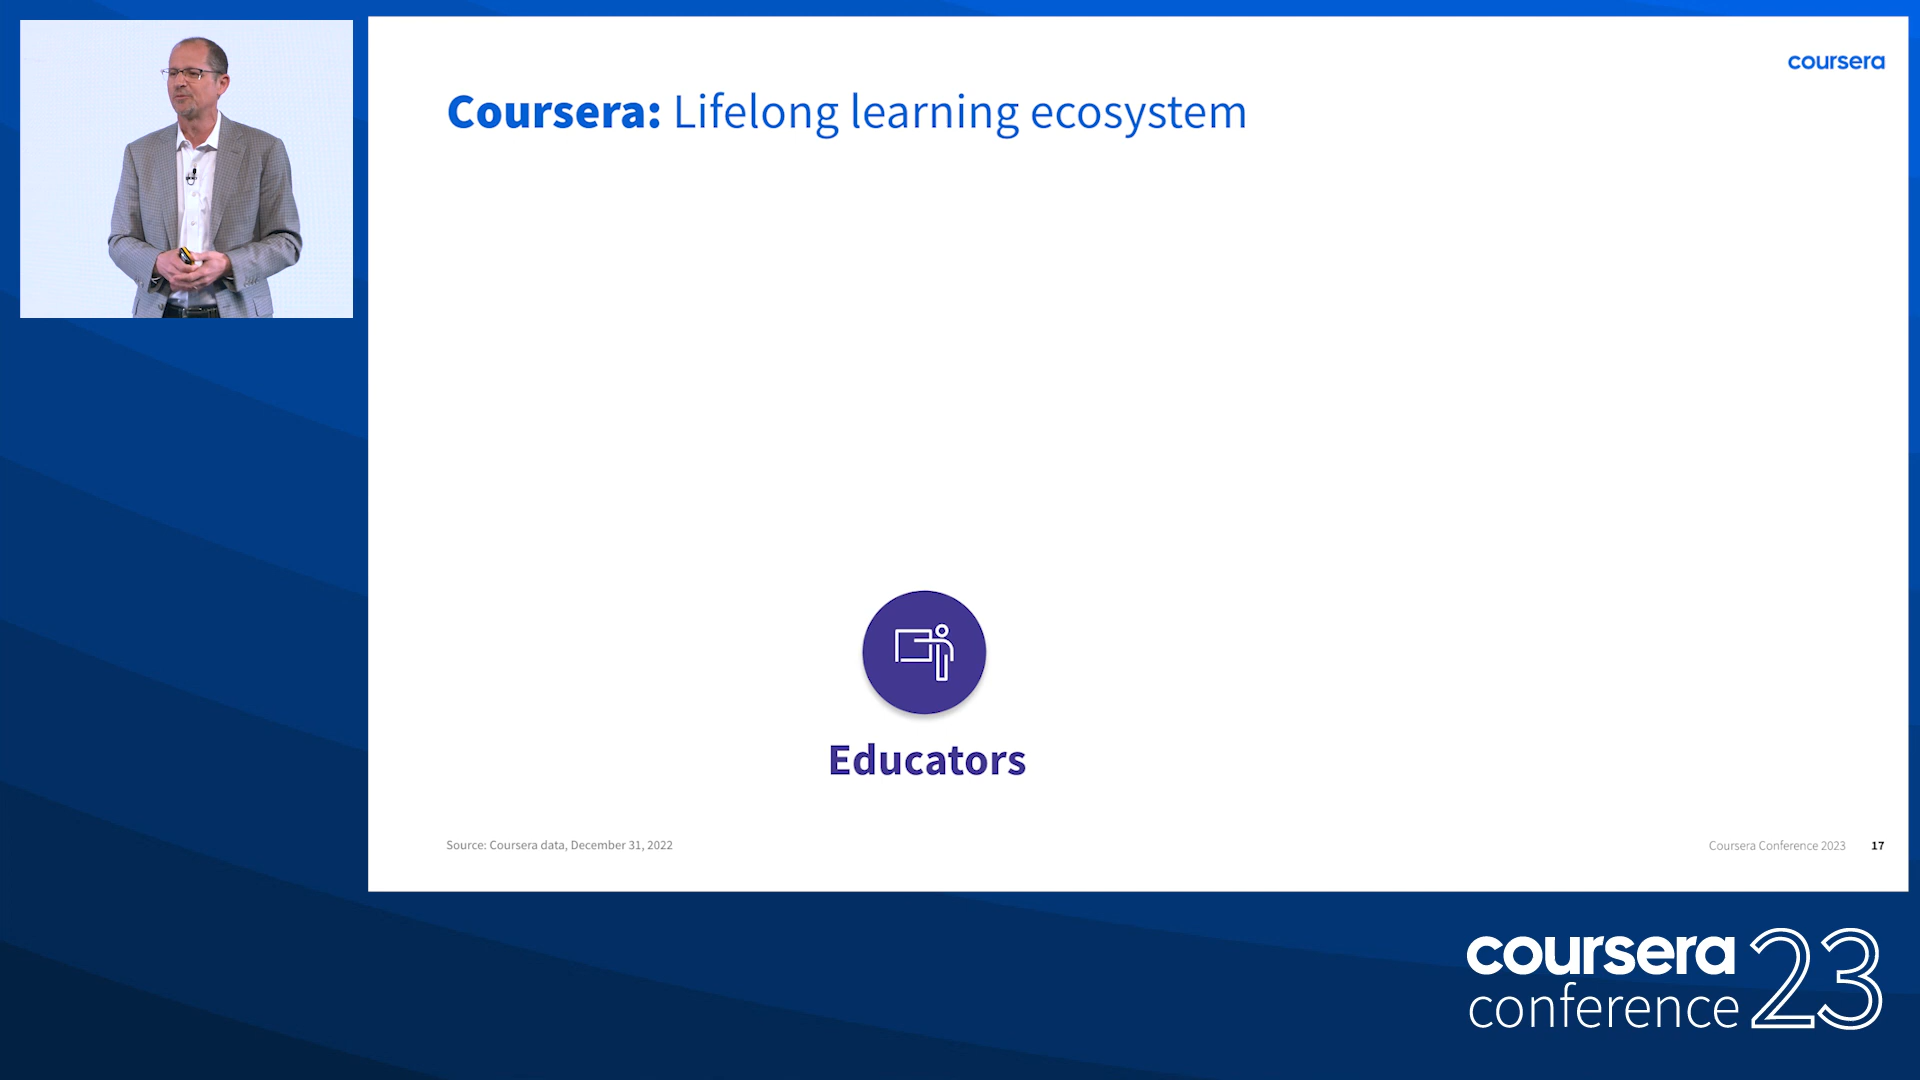 coursera
Coursera: Lifelong learning ecosystem
Educators
Source: Coursera data, December 31, 2022
Coursera Conference 2023 17
coursera
conference 23